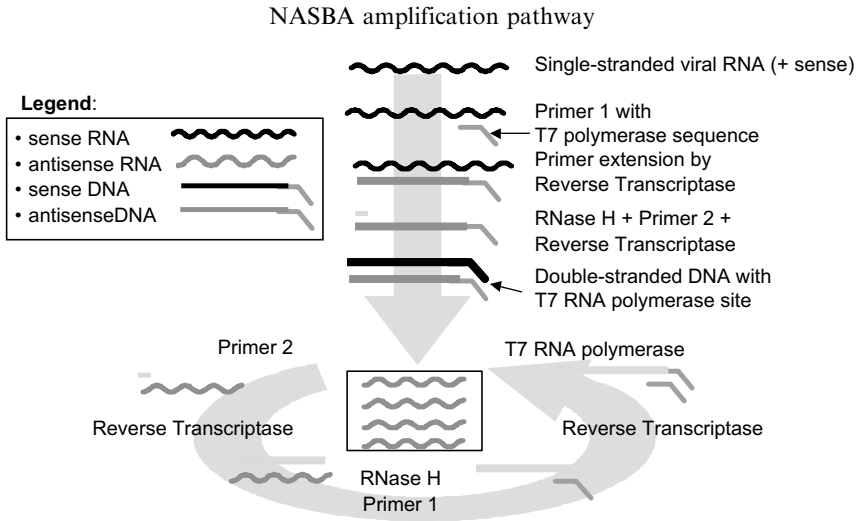 NASBA amplification pathway
Single-stranded viral RNA (+ sense)
Legend:
• sense RNA
• antisense RNA
• sense DNA
• antisenseDNA
Primer 1 with
T7 polymerase sequence
Primer extension by
Reverse Transcriptase
RNase H + Primer 2 +
Reverse Transcriptase
Double-stranded DNA with
T7 RNA polymerase site
Primer 2
T7 RNA polymerase
Reverse Transcriptase
Reverse Transcriptase
RNase H
Primer 1